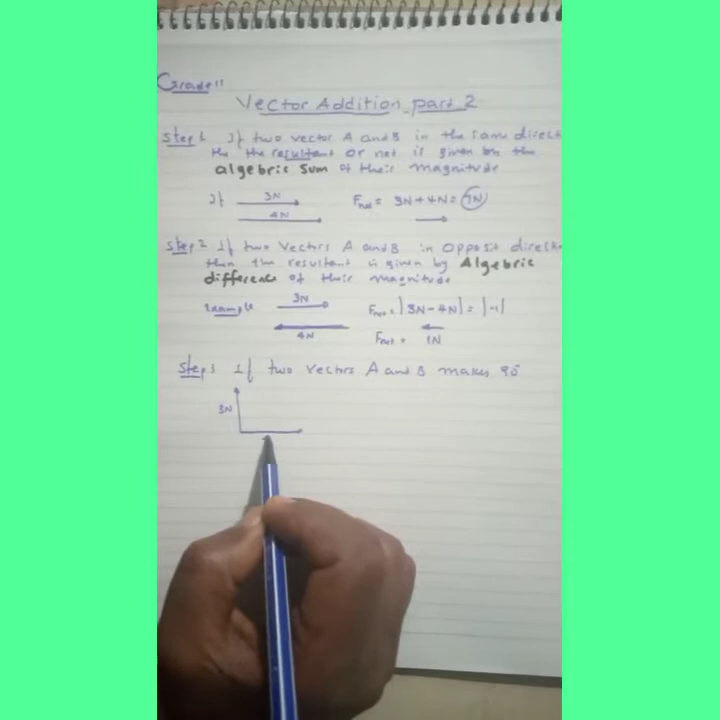 Grade 11
Vector Addition part 2
Step 1 If two vector A and B in the same direct
the the resultant or net is given by the
algebric sum of their magnitude
3N
4N
Fnet = 3N + 4N = 7N
Step 2 If two Vectors A and B in opposit direct
then the resultant is given by Algebric
difference of their magnitude
Example 3N
4N
Fnet = |3N - 4N| = |-1|
Fnet = 1N
Step 3 If two vectors A and B makes 90
3N